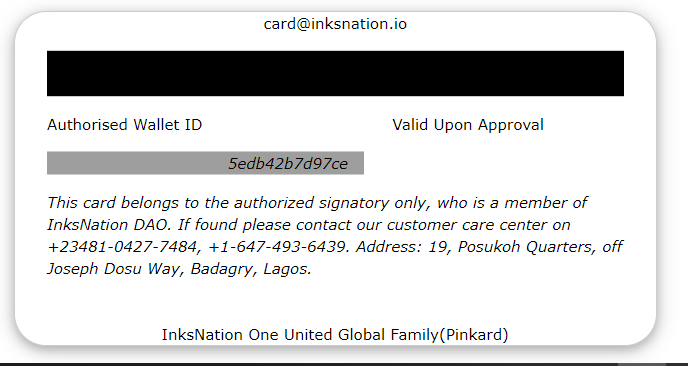 card@inksnation.io
Authorised Wallet ID
Valid Upon Approval
5edb42b7d97ce
This card belongs to the authorized signatory only, who is a member of
InksNation DAO. If found please contact our customer care center on
+23481-0427-7484, +1-647-493-6439. Address: 19, Posukoh Quarters, off
Joseph Dosu Way, Badagry, Lagos.
InksNation One United Global Family(Pinkard)